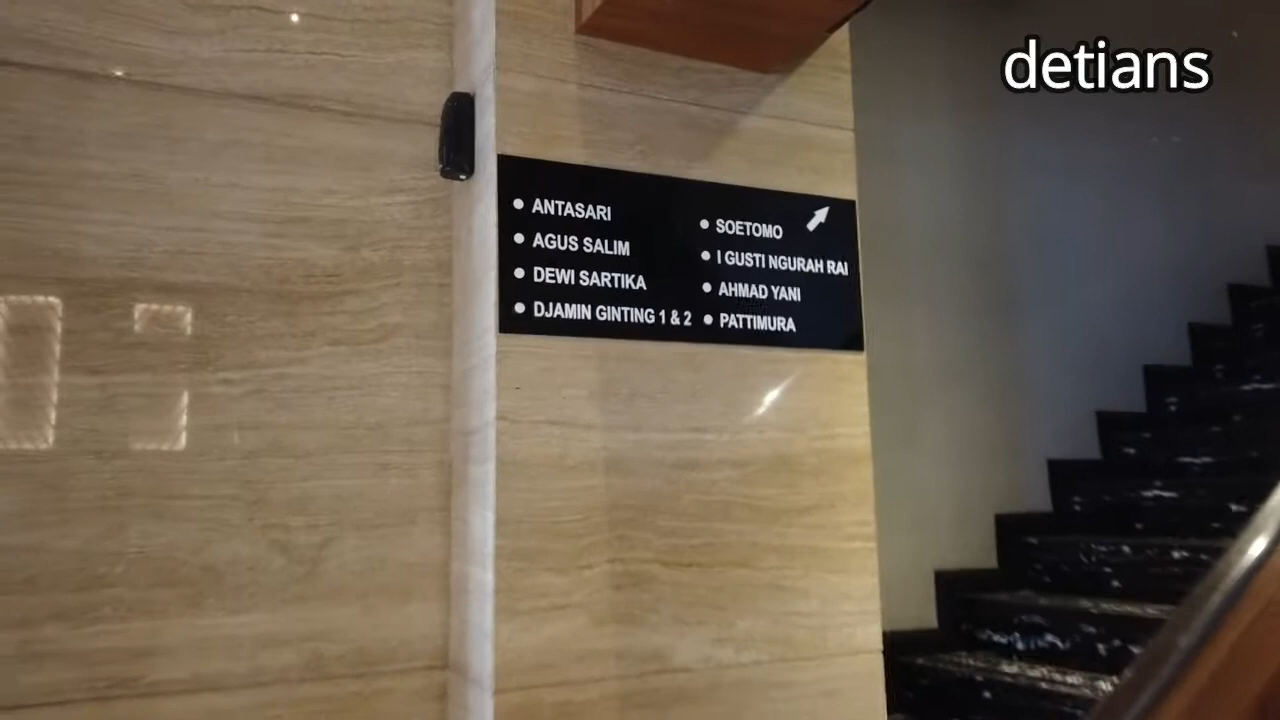 detians
ANTASARI
AGUS SALIM
DEWI SARTIKA
DJAMIN GINTING 1 & 2
SOETOMO
I GUSTI NGURAH RAI
AHMAD YANI
PATTIMURA